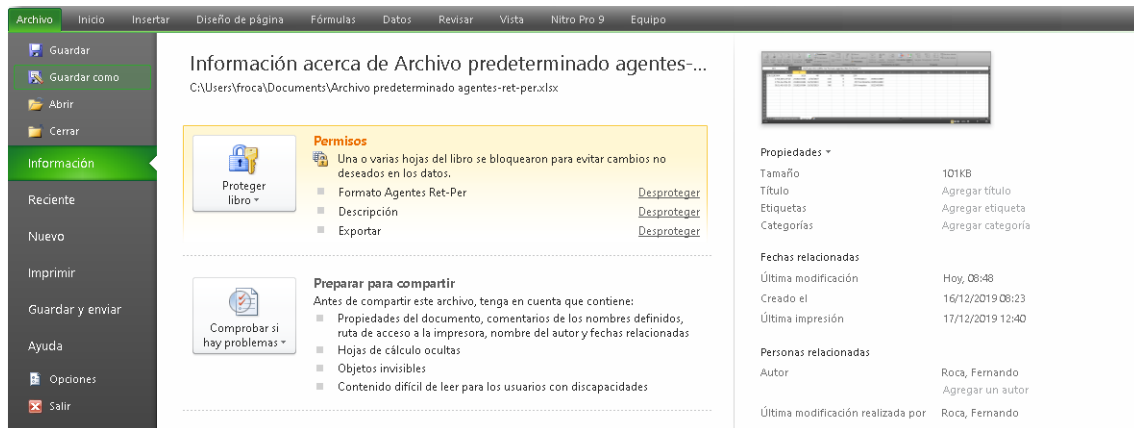 Archivo Inicio Insertar Diseño de página Fórmulas Datos Revisar Vista Nitro Pro 9 Equipo
Guardar
Guardar como
Abrir
Cerrar
Información
Reciente
Nuevo
Imprimir
Guardar y enviar
Ayuda
Opciones
Salir
Información acerca de Archivo predeterminado agentes-...
C:\Users\froca\Documents\Archivo predeterminado agentes-ret-per.xlsx
Proteger
libro
Permisos
Una o varias hojas del libro se bloquearon para evitar cambios no
deseados en los datos.
Formato Agentes Ret-Per Desproteger
Descripción Desproteger
Exportar Desproteger
Comprobar si
hay problemas
Preparar para compartir
Antes de compartir este archivo, tenga en cuenta que contiene:
Propiedades del documento, comentarios de los nombres definidos,
ruta de acceso a la impresora, nombre del autor y fechas relacionadas
Hojas de cálculo ocultas
Objetos invisibles
Contenido difícil de leer para los usuarios con discapacidades
Propiedades
Tamaño 101KB
Título Agregar título
Etiquetas Agregar etiqueta
Categorías Agregar categoría
Fechas relacionadas
Última modificación Hoy, 08:48
Creado el 16/12/2019 08:23
Última impresión 17/12/2019 12:40
Personas relacionadas
Autor Roca, Fernando
Agregar un autor
Última modificación realizada por Roca, Fernando